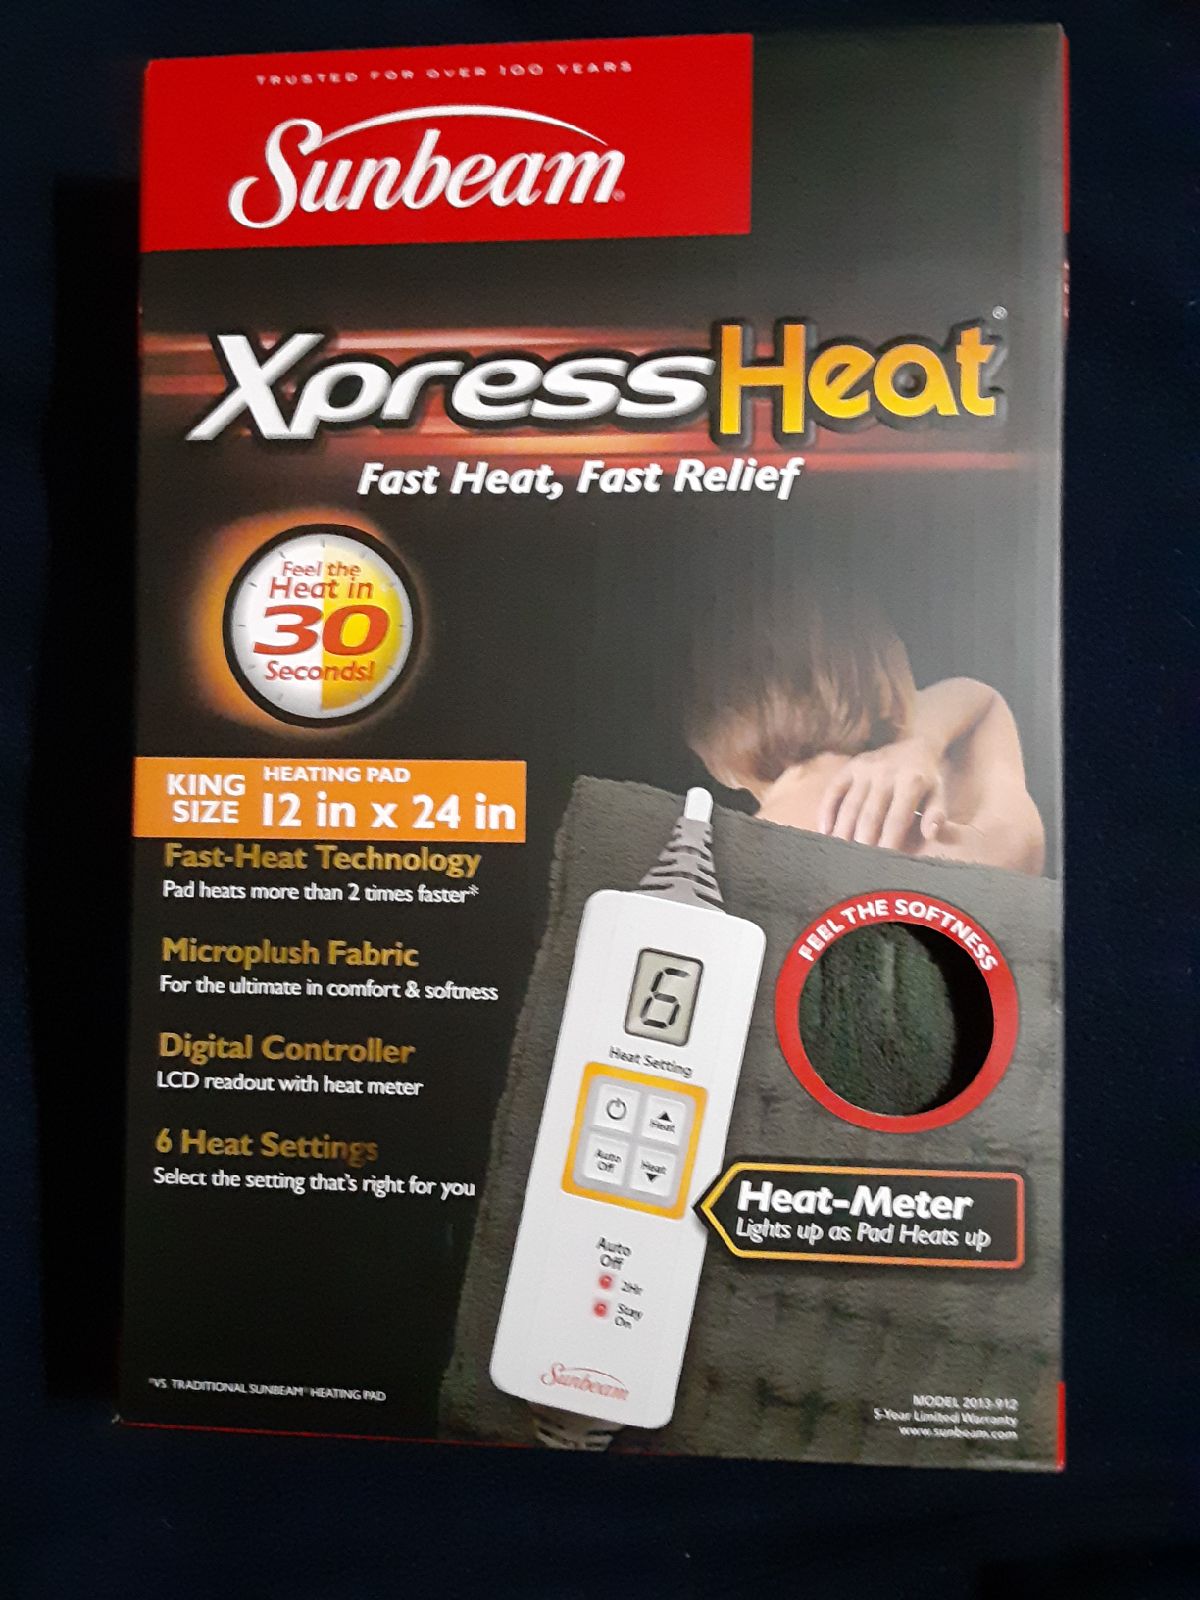 TRUSTED FOR OVER 100 YEARS
Sunbeam®
XpressHeat®
Fast Heat, Fast Relief
Feel the
Heat in
30
Seconds!
KING SIZE HEATING PAD
12 in x 24 in
Fast-Heat Technology
Pad heats more than 2 times faster*
Microplush Fabric
For the ultimate in comfort & softness
Digital Controller
LCD readout with heat meter
6 Heat Settings
Select the setting that's right for you
FEEL THE SOFTNESS
6
Heat Setting
Heat
Auto
Off
Heat
Heat-Meter
Lights up as Pad Heats up
Auto
Off
2Hr
Stay
On
Sunbeam
*VS. TRADITIONAL SUNBEAM® HEATING PAD
MODEL 2013-912
5-Year Limited Warranty
www.sunbeam.com